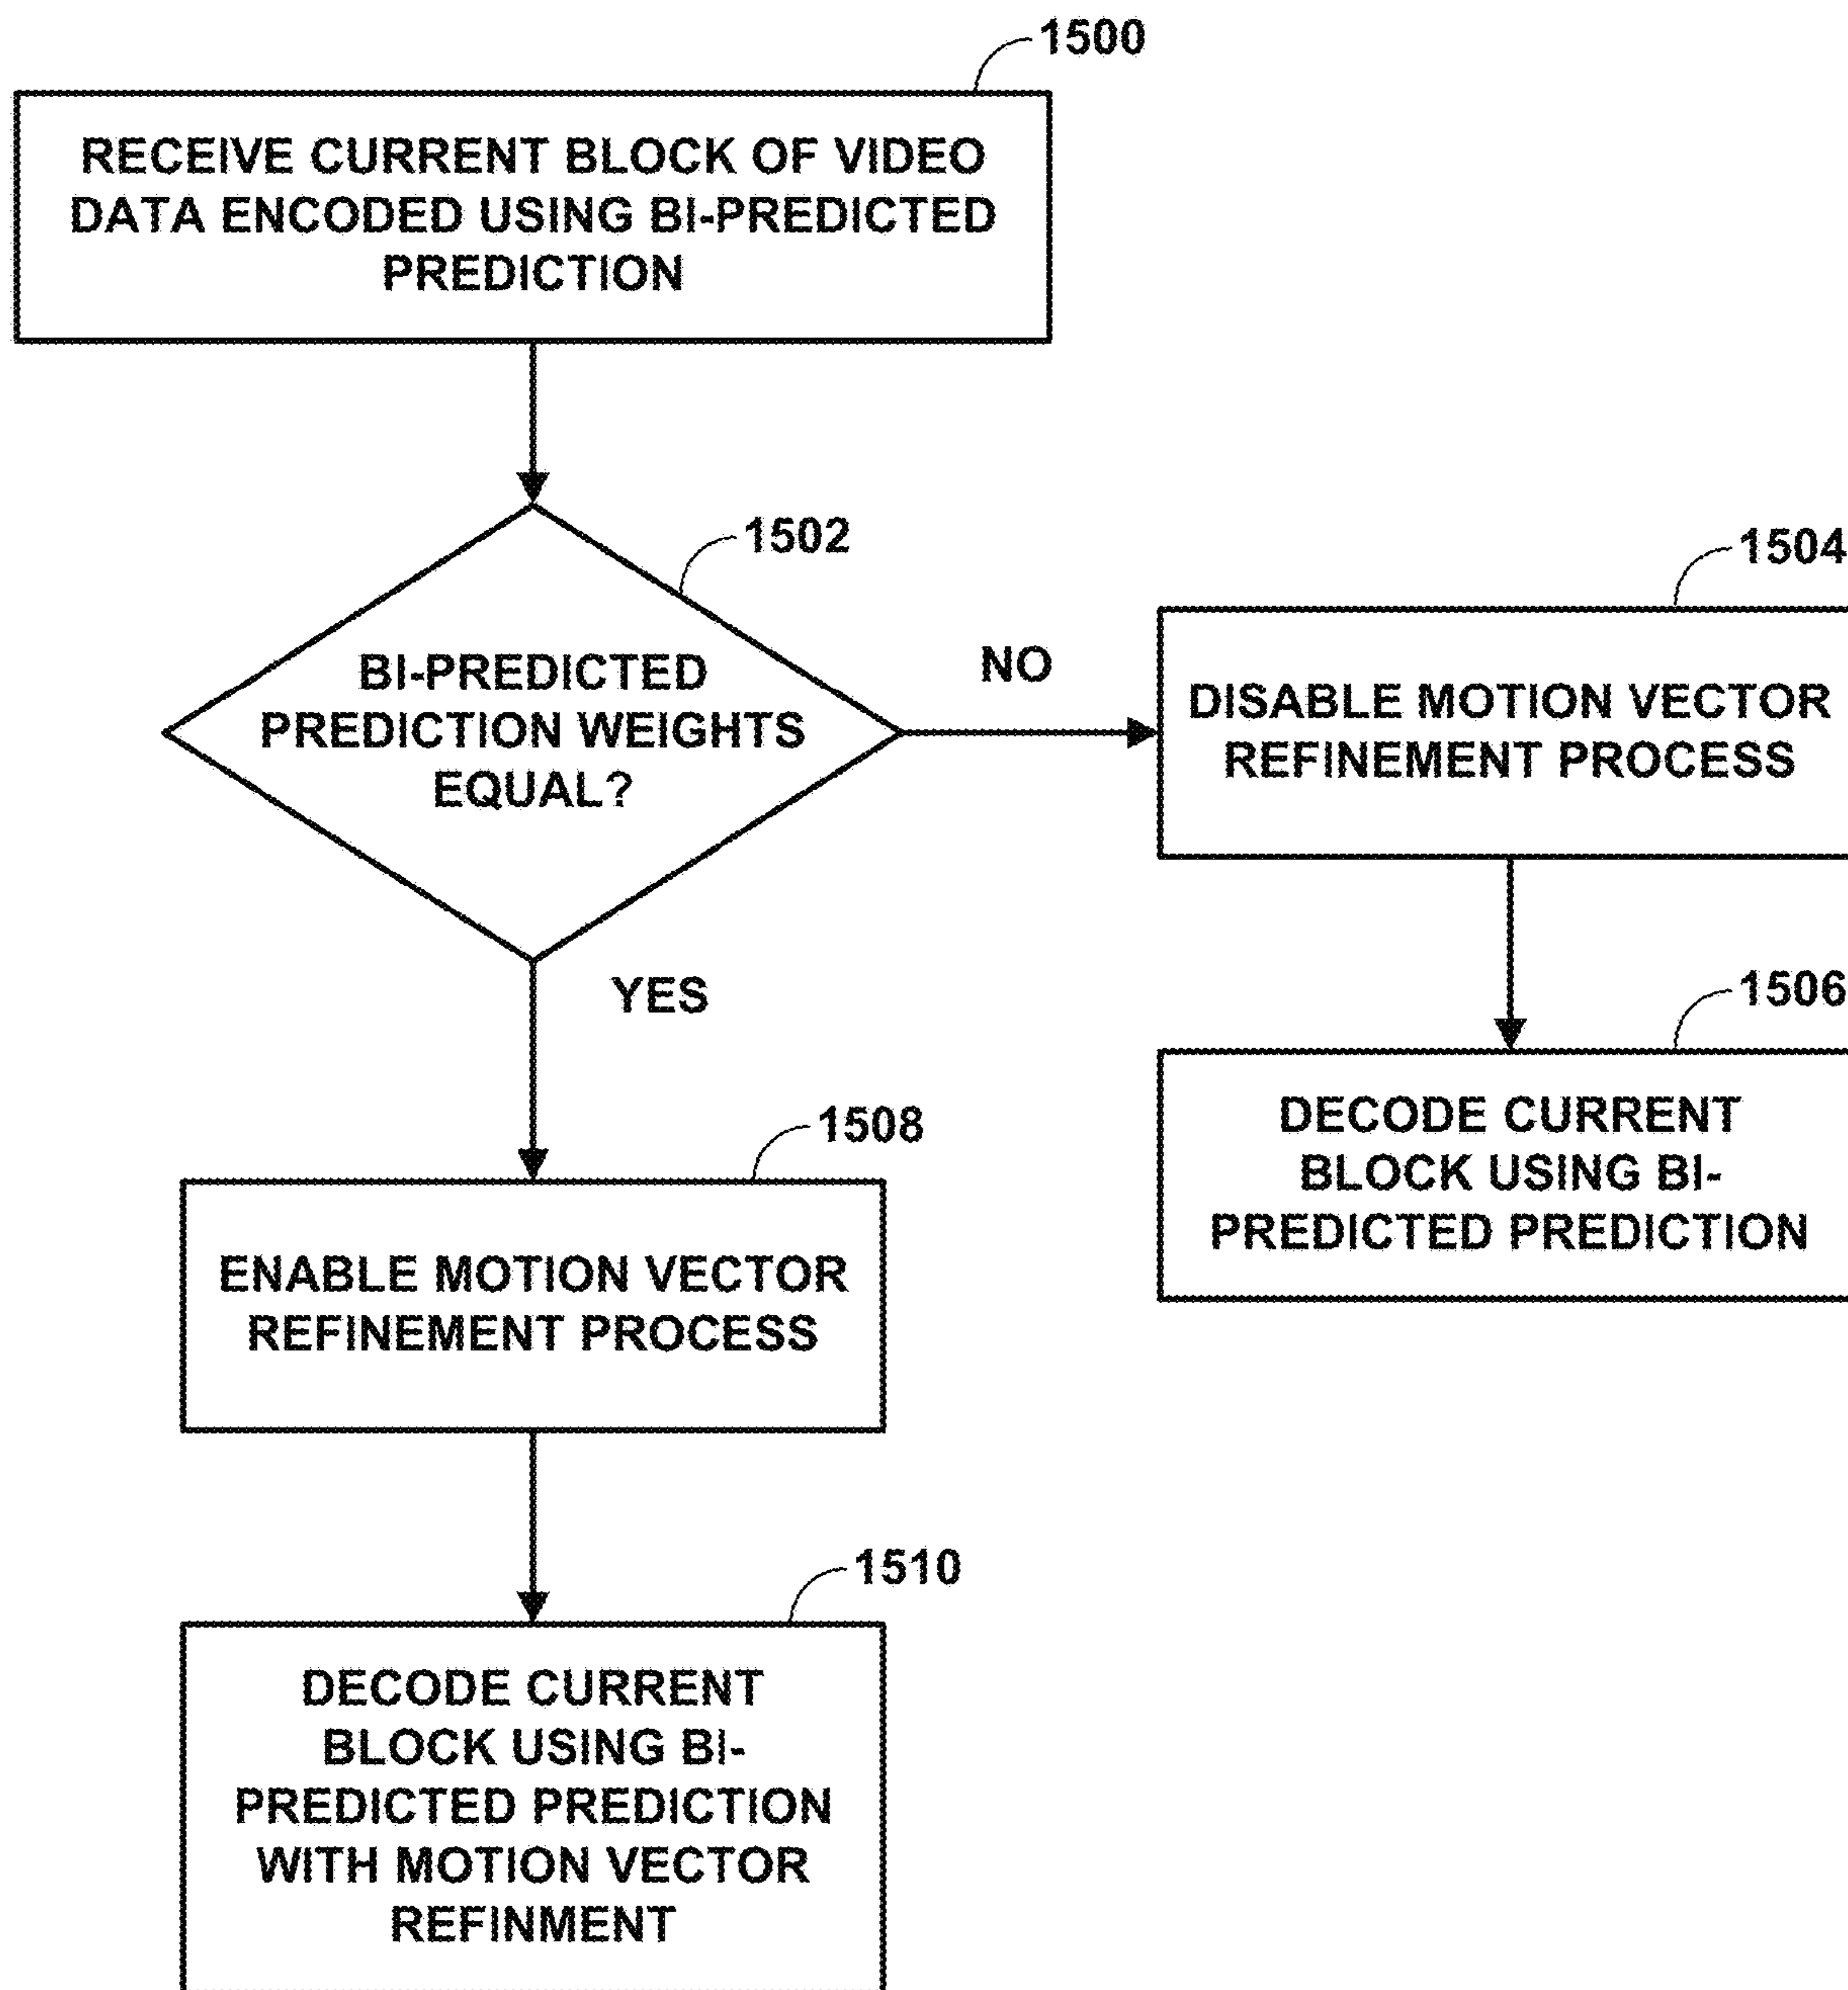 1500
RECEIVE CURRENT BLOCK OF VIDEO
DATA ENCODED USING BI-PREDICTED
PREDICTION
1502
BI-PREDICTED
PREDICTION WEIGHTS
EQUAL?
NO
1504
DISABLE MOTION VECTOR
REFINEMENT PROCESS
1506
DECODE CURRENT
BLOCK USING BI-
PREDICTED PREDICTION
YES
1508
ENABLE MOTION VECTOR
REFINEMENT PROCESS
1510
DECODE CURRENT
BLOCK USING BI-
PREDICTED PREDICTION
WITH MOTION VECTOR
REFINMENT